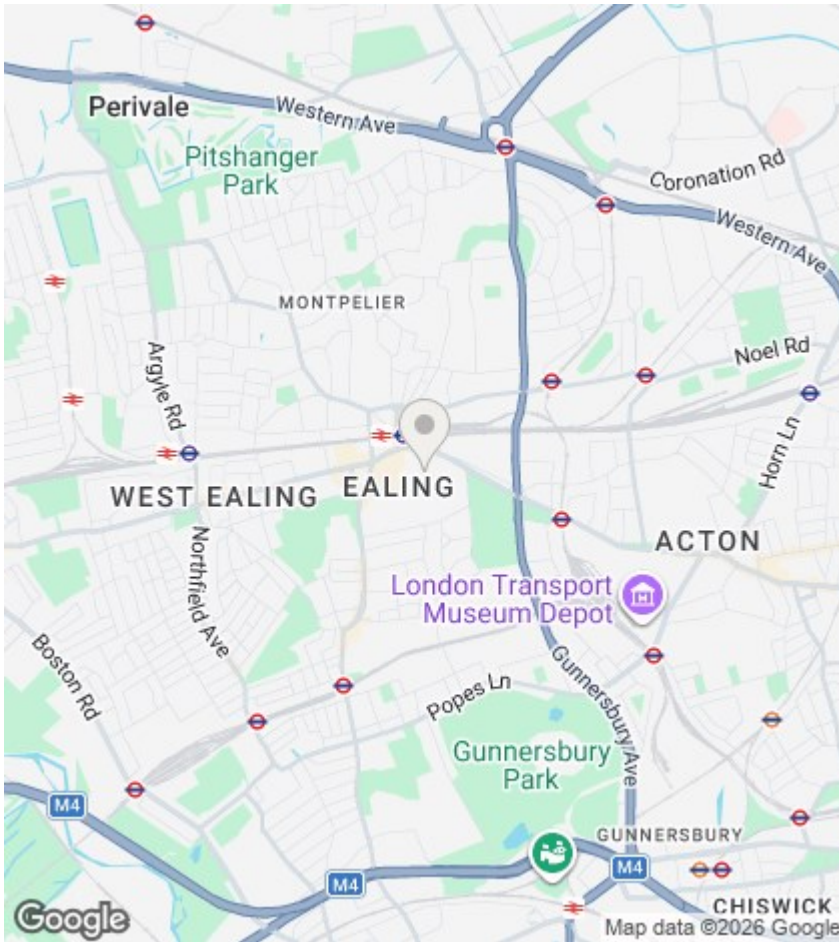 Perivale
Western Ave
Pitshanger
Park
Coronation Rd
Western Ave
MONTPELIER
Argyle Rd
Noel Rd
Horn Ln
WEST EALING
EALING
ACTON
Northfield Ave
London Transport
Museum Depot
Boston Rd
Popes Ln
Gunnersbury Ave
Gunnersbury
Park
M4
GUNNERSBURY
M4
M4
CHISWICK
Google
Map data ©2026 Google